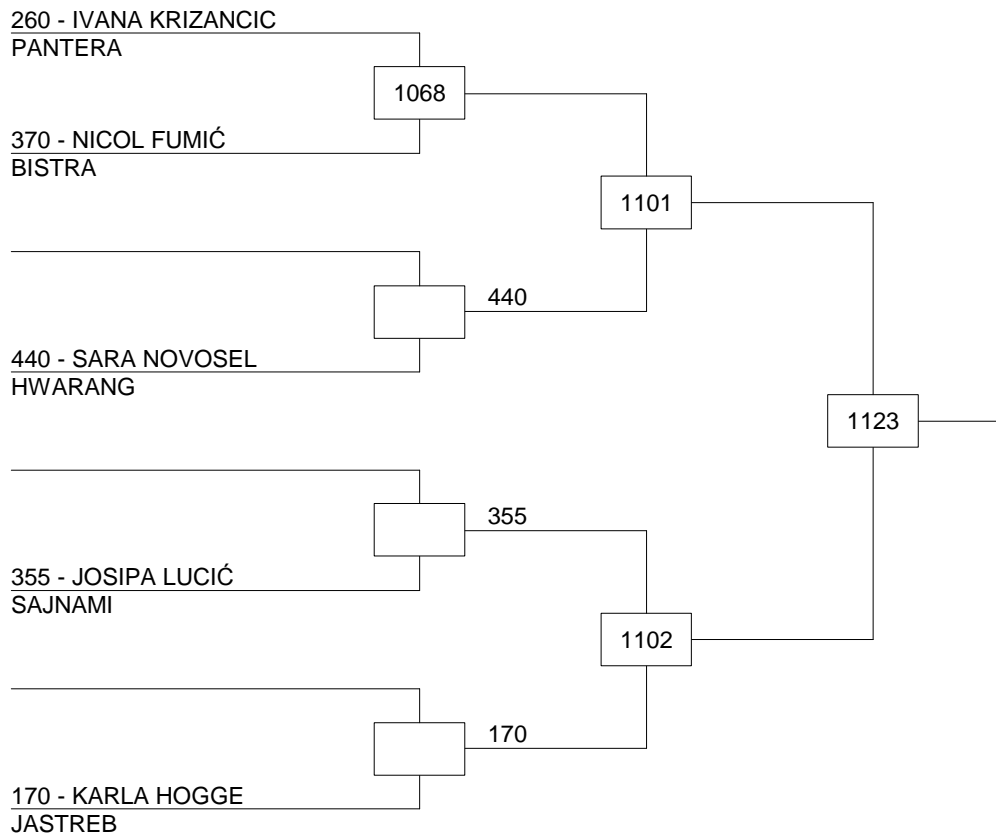 260 - IVANA KRIZANCIC
PANTERA
1068
370 - NICOL FUMIĆ
BISTRA
1101
440
440 - SARA NOVOSEL
HWARANG
1123
355
355 - JOSIPA LUCIĆ
SAJNAMI
1102
170
170 - KARLA HOGGE
JASTREB